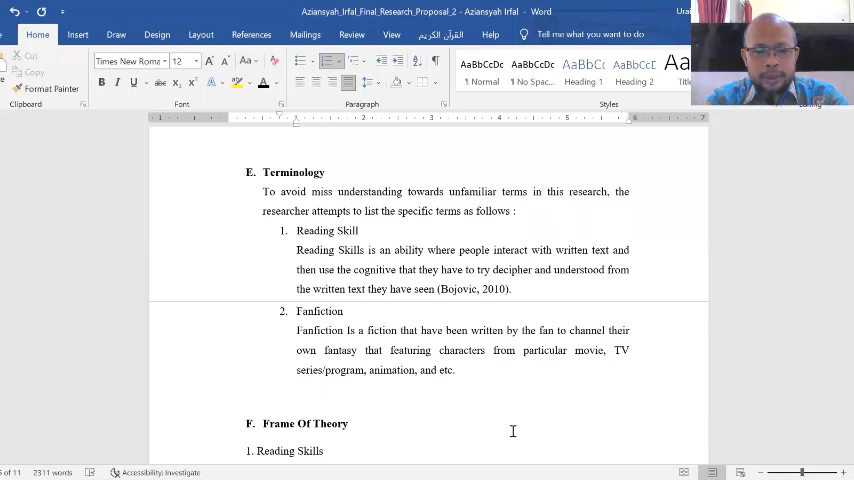 Aziansyah_Irfal_Final_Research_Proposal_2 - Aziansyah Irfal - Word
Home Insert Draw Design Layout References Mailings Review View القرآن الكريم Help Tell me what you want to do
Cut
Copy
Format Painter
Times New Roma 12
Font
Paragraph
AaBbCcDc AaBbCcDc AaBbCc AaBbCcD
¶ Normal ¶ No Spac... Heading 1 Heading 2
Styles
E. Terminology
To avoid miss understanding towards unfamiliar terms in this research, the
researcher attempts to list the specific terms as follows :
1. Reading Skill
Reading Skills is an ability where people interact with written text and
then use the cognitive that they have to try decipher and understood from
the written text they have seen (Bojovic, 2010).
2. Fanfiction
Fanfiction Is a fiction that have been written by the fan to channel their
own fantasy that featuring characters from particular movie, TV
series/program, animation, and etc.
F. Frame Of Theory
1. Reading Skills
of 11 2311 words Accessibility: Investigate